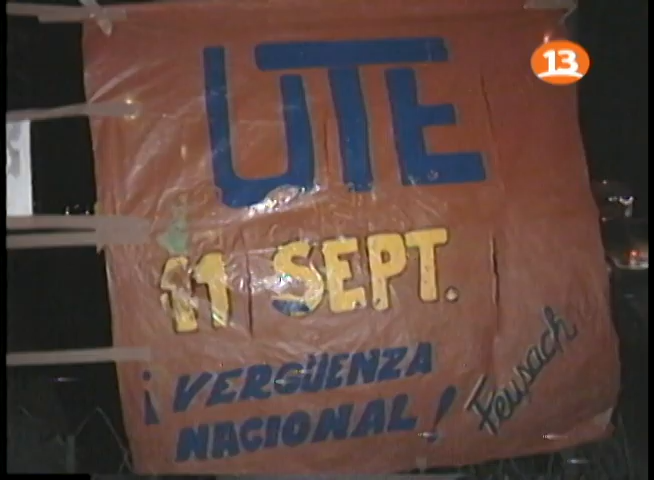 13
UTE
11 SEPT.
¡VERGÜENZA
NACIONAL!
Feusach